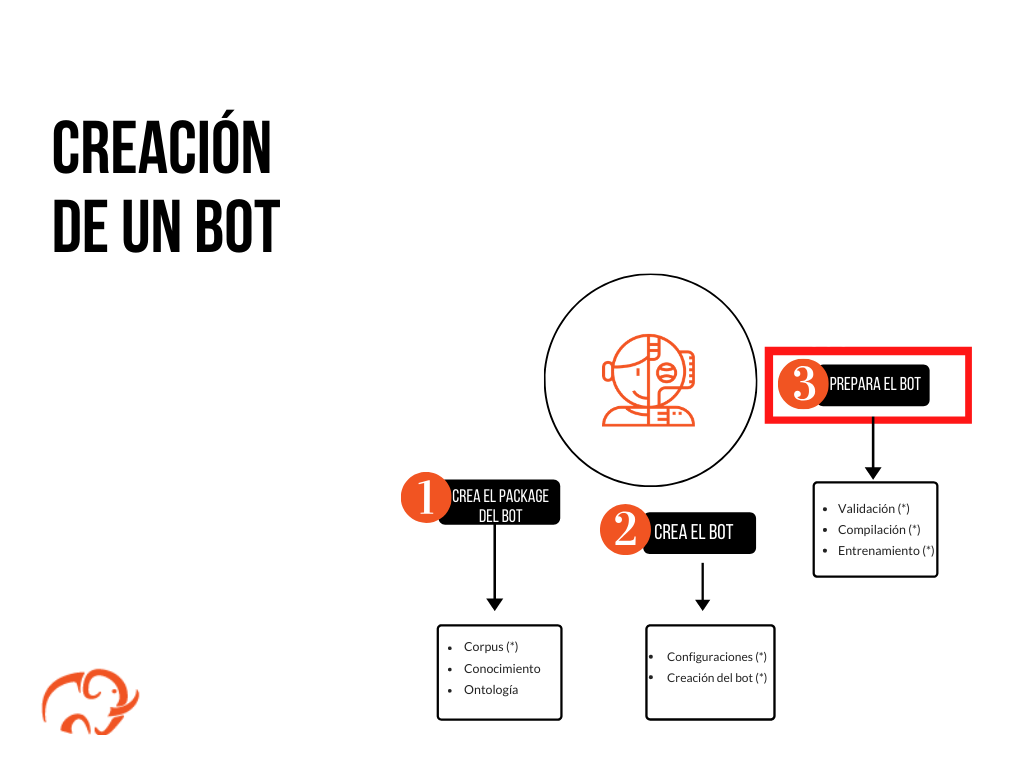 CREACIÓN
DE UN BOT
1
CREA EL PACKAGE
DEL BOT
Corpus (*)
Conocimiento
Ontología
2
CREA EL BOT
Configuraciones (*)
Creación del bot (*)
3
PREPARA EL BOT
Validación (*)
Compilación (*)
Entrenamiento (*)